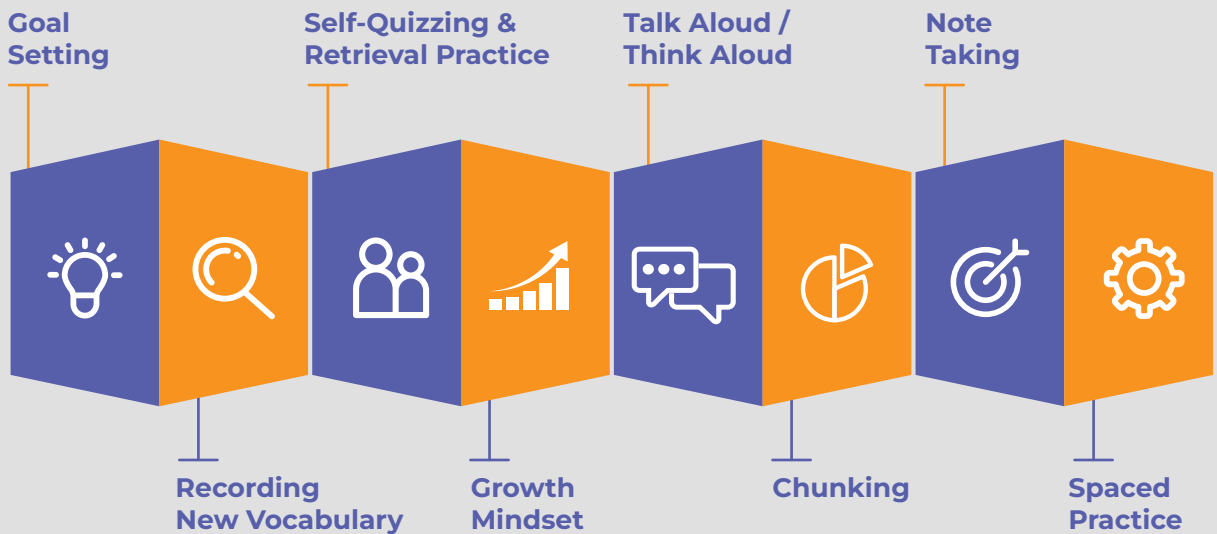 Goal
Setting
Self-Quizzing &
Retrieval Practice
Talk Aloud /
Think Aloud
Note
Taking
Recording
New Vocabulary
Growth
Mindset
Chunking
Spaced
Practice